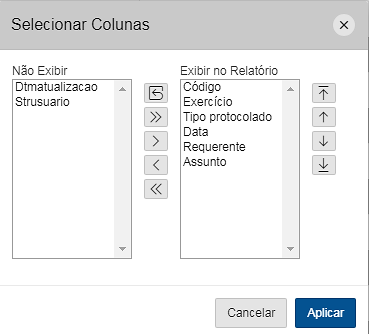 Selecionar Colunas
Não Exibir
Dtmatualizacao
Strusuario
Exibir no Relatório
Código
Exercício
Tipo protocolado
Data
Requerente
Assunto
Cancelar
Aplicar